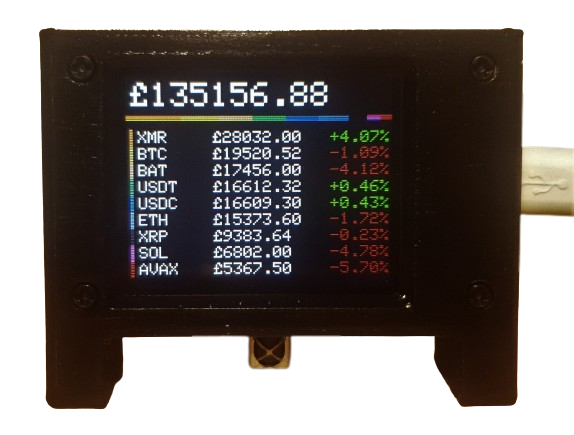 £135156.88
XMR £28032.00 +4.07%
BTC £19520.52 -1.09%
BAT £17456.00 -4.12%
USDT £16612.32 +0.46%
USDC £16609.30 +0.43%
ETH £15373.60 -1.72%
XRP £9383.64 -0.23%
SOL £6802.00 -4.78%
AVAX £5367.50 -5.70%